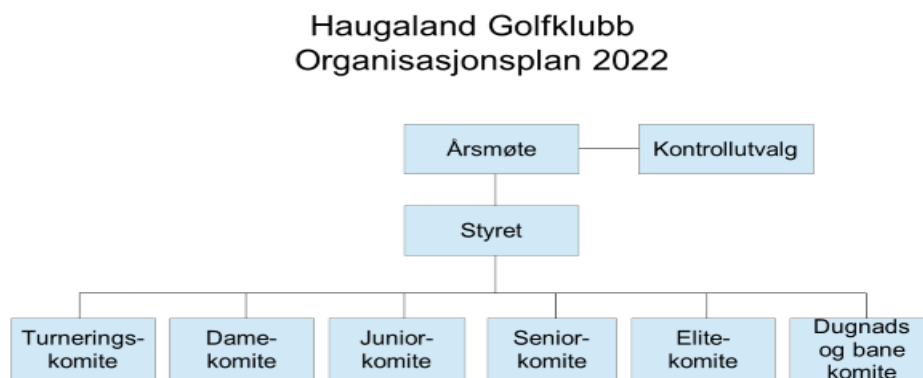 Haugaland Golfklubb
Organisasjonsplan 2022
Årsmøte
Kontrollutvalg
Styret
Turnerings-
komite
Dame-
komite
Junior-
komite
Senior-
komite
Elite-
komite
Dugnads
og bane
komite